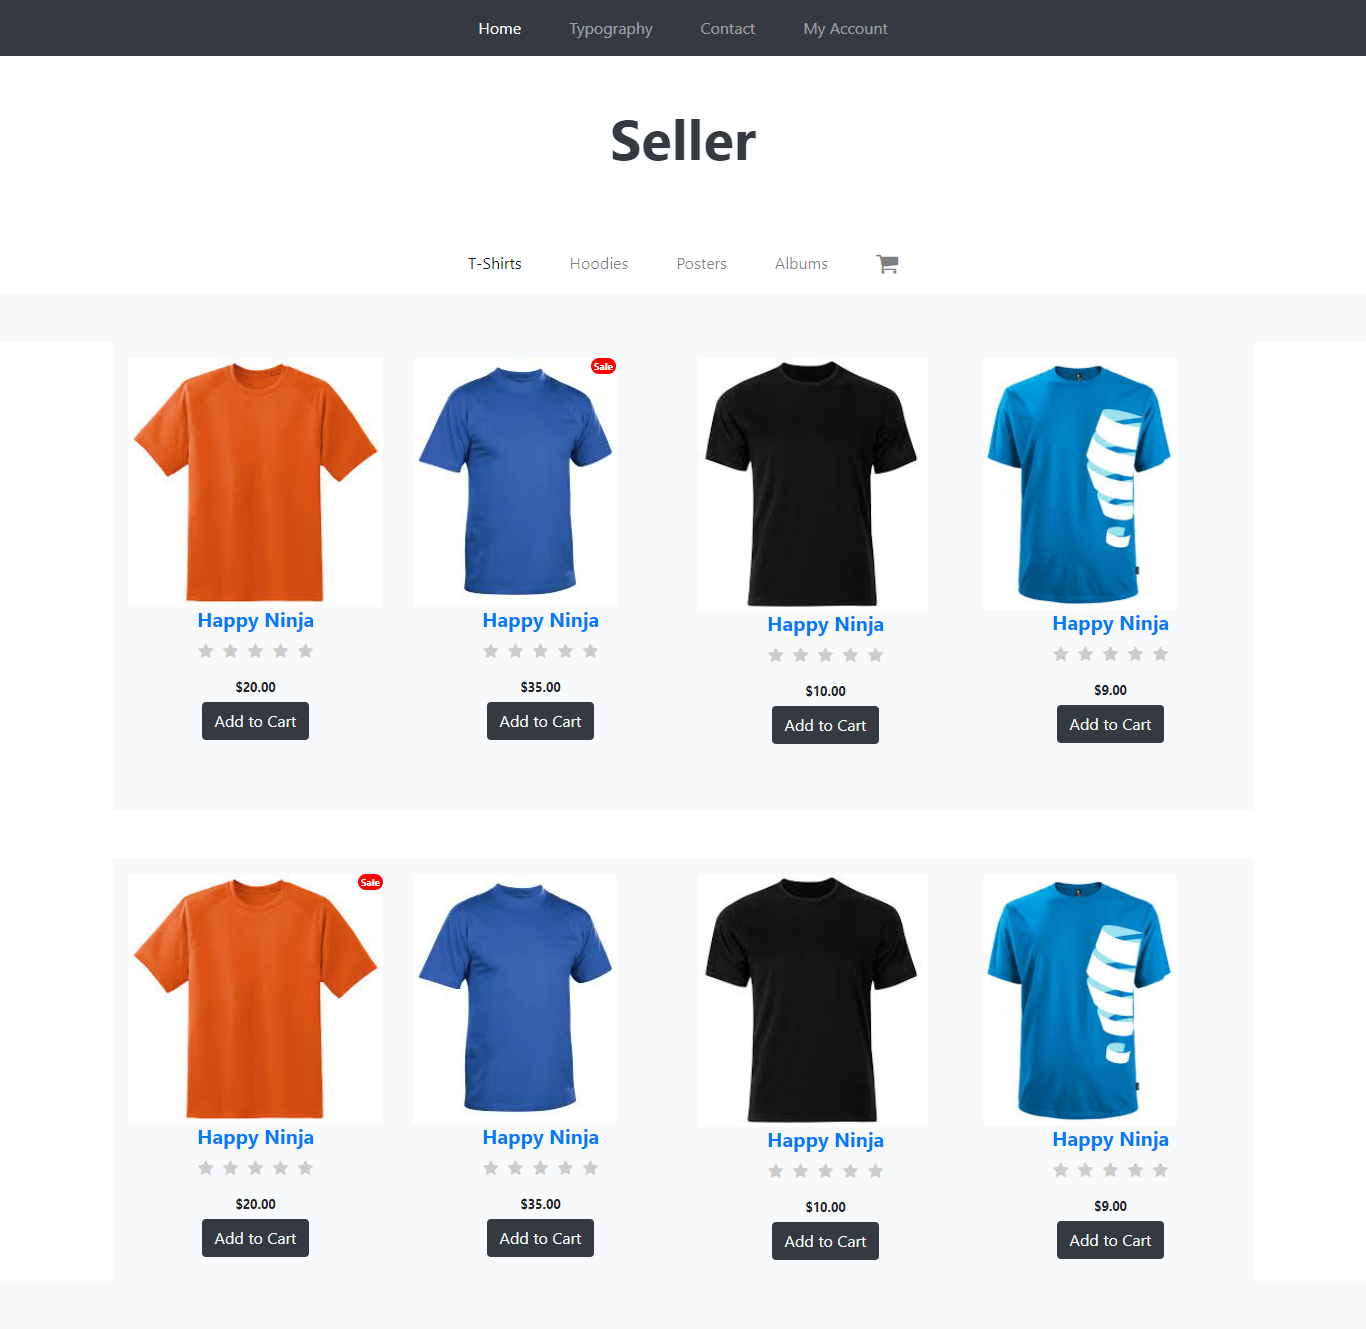 Home Typography Contact My Account
Seller
T-Shirts Hoodies Posters Albums
Sale
Happy Ninja Happy Ninja Happy Ninja Happy Ninja
$20.00 $35.00 $10.00 $9.00
Add to Cart Add to Cart Add to Cart Add to Cart
Sale
Happy Ninja Happy Ninja Happy Ninja Happy Ninja
$20.00 $35.00 $10.00 $9.00
Add to Cart Add to Cart Add to Cart Add to Cart